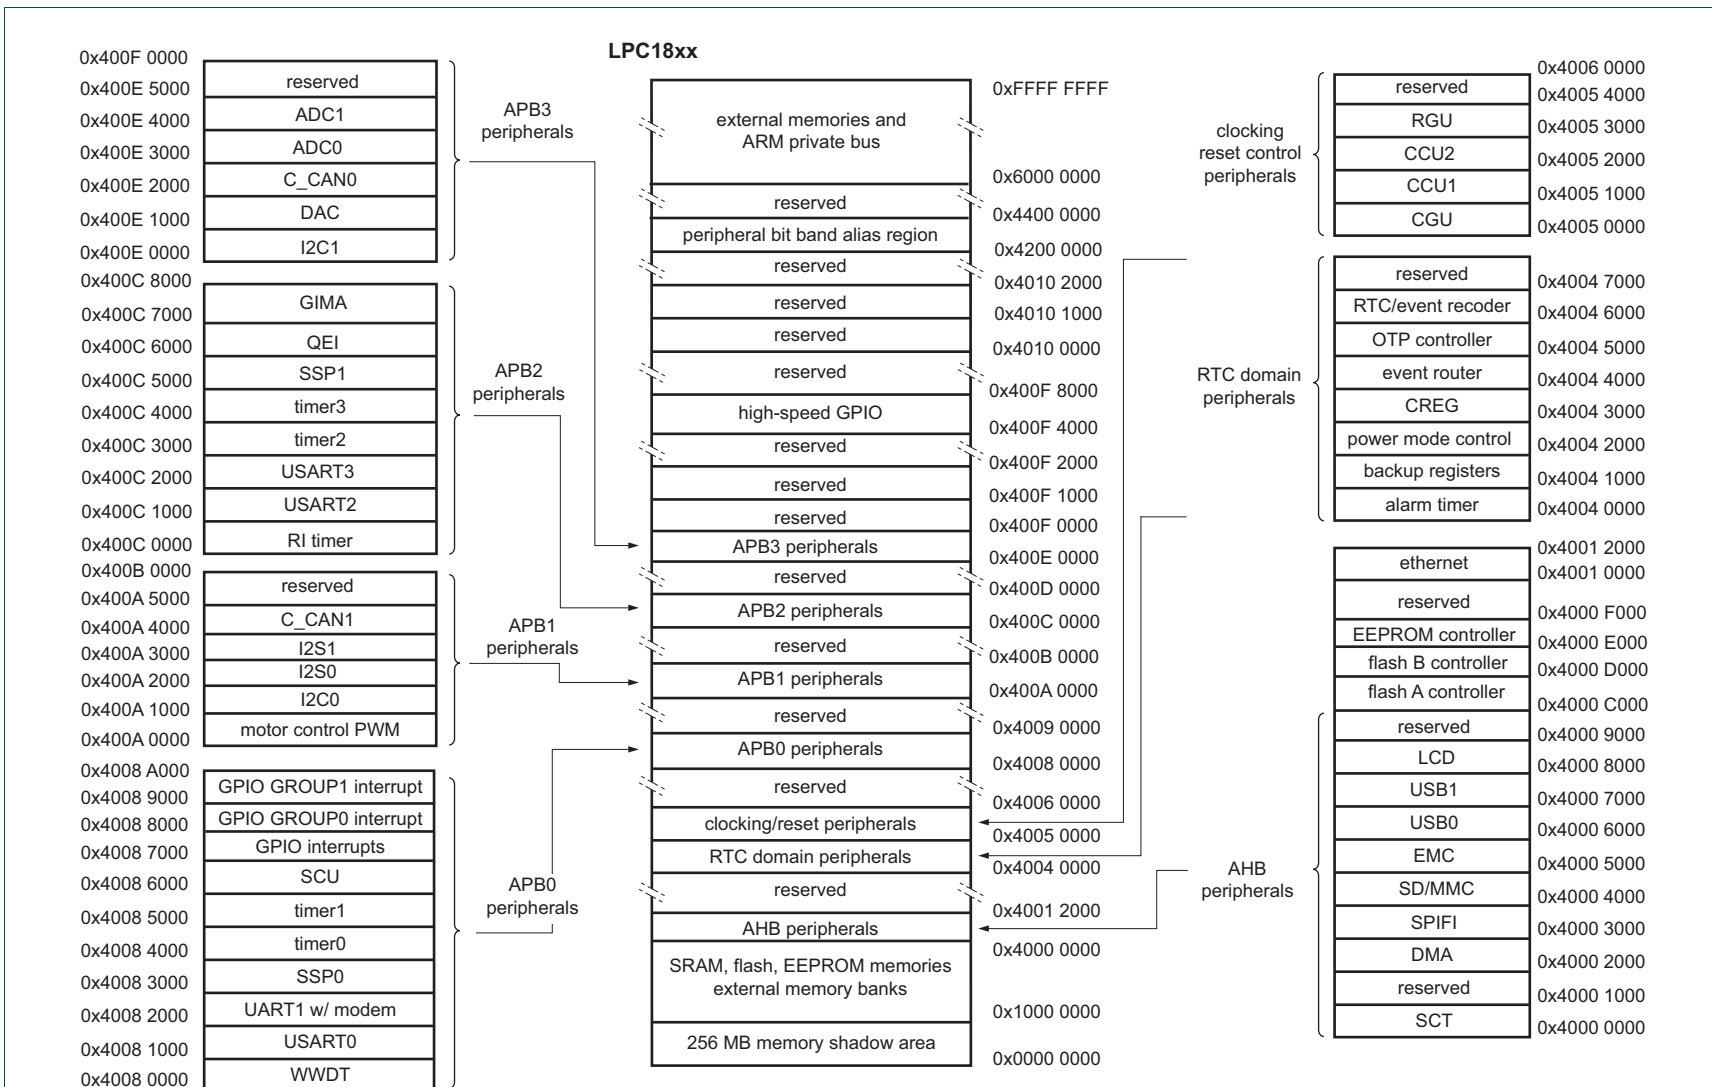 LPC18xx
0x400F 0000
reserved
0x400E 5000
ADC1
0x400E 4000
ADC0
0x400E 3000
C_CAN0
0x400E 2000
DAC
0x400E 1000
I2C1
0x400E 0000
APB3
peripherals
0x400C 8000
GIMA
0x400C 7000
QEI
0x400C 6000
SSP1
0x400C 5000
timer3
0x400C 4000
timer2
0x400C 3000
USART3
0x400C 2000
USART2
0x400C 1000
RI timer
0x400C 0000
APB2
peripherals
0x400B 0000
reserved
0x400A 5000
C_CAN1
0x400A 4000
I2S1
0x400A 3000
I2S0
0x400A 2000
I2C0
0x400A 1000
motor control PWM
0x400A 0000
APB1
peripherals
0x4008 A000
GPIO GROUP1 interrupt
0x4008 9000
GPIO GROUP0 interrupt
0x4008 8000
GPIO interrupts
0x4008 7000
SCU
0x4008 6000
timer1
0x4008 5000
timer0
0x4008 4000
SSP0
0x4008 3000
UART1 w/ modem
0x4008 2000
USART0
0x4008 1000
WWDT
0x4008 0000
APB0
peripherals
0xFFFF FFFF
external memories and
ARM private bus
0x6000 0000
reserved
0x4400 0000
peripheral bit band alias region
0x4200 0000
reserved
0x4010 2000
reserved
0x4010 1000
reserved
0x4010 0000
reserved
0x400F 8000
high-speed GPIO
0x400F 4000
reserved
0x400F 2000
reserved
0x400F 1000
reserved
0x400F 0000
APB3 peripherals
0x400E 0000
reserved
0x400D 0000
APB2 peripherals
0x400C 0000
reserved
0x400B 0000
APB1 peripherals
0x400A 0000
reserved
0x4009 0000
APB0 peripherals
0x4008 0000
reserved
0x4006 0000
clocking/reset peripherals
0x4005 0000
RTC domain peripherals
0x4004 0000
reserved
0x4001 2000
AHB peripherals
0x4000 0000
SRAM, flash, EEPROM memories
external memory banks
0x1000 0000
256 MB memory shadow area
0x0000 0000
clocking
reset control
peripherals
0x4006 0000
reserved
0x4005 4000
RGU
0x4005 3000
CCU2
0x4005 2000
CCU1
0x4005 1000
CGU
0x4005 0000
RTC domain
peripherals
reserved
0x4004 7000
RTC/event recoder
0x4004 6000
OTP controller
0x4004 5000
event router
0x4004 4000
CREG
0x4004 3000
power mode control
0x4004 2000
backup registers
0x4004 1000
alarm timer
0x4004 0000
0x4001 2000
ethernet
0x4001 0000
reserved
0x4000 F000
EEPROM controller
0x4000 E000
flash B controller
0x4000 D000
flash A controller
0x4000 C000
AHB
peripherals
reserved
0x4000 9000
LCD
0x4000 8000
USB1
0x4000 7000
USB0
0x4000 6000
EMC
0x4000 5000
SD/MMC
0x4000 4000
SPIFI
0x4000 3000
DMA
0x4000 2000
reserved
0x4000 1000
SCT
0x4000 0000